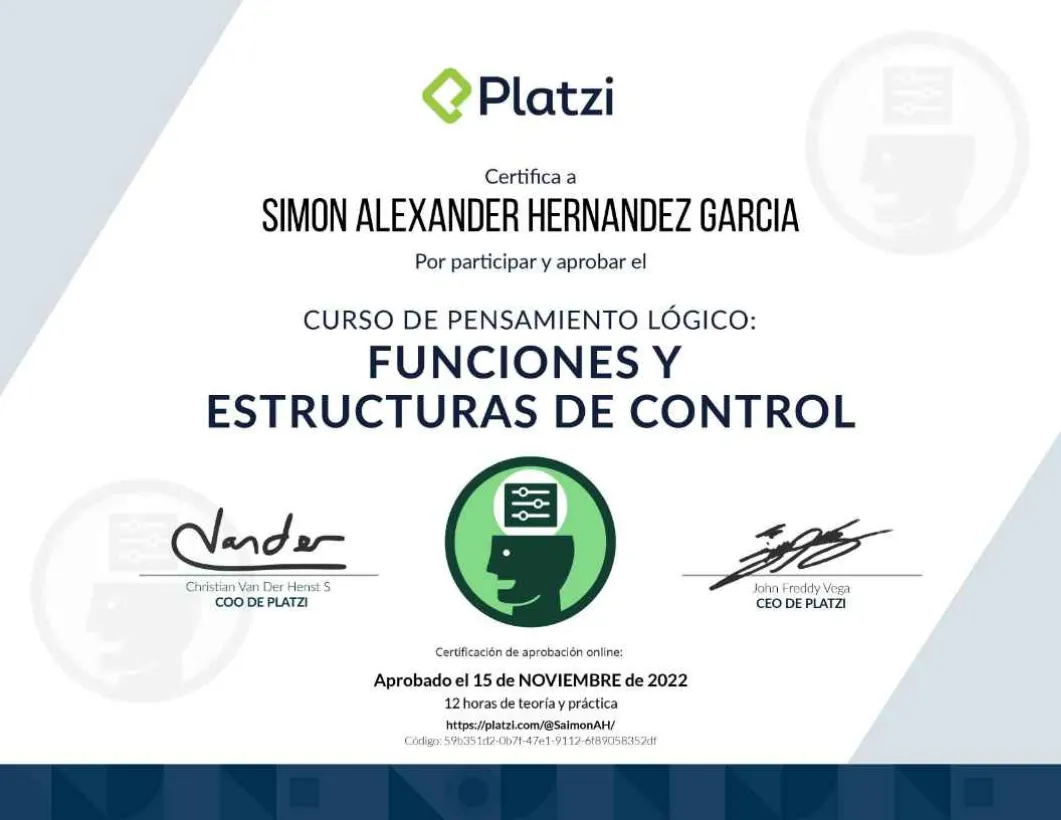 Platzi
Certifica a
SIMON ALEXANDER HERNANDEZ GARCIA
Por participar y aprobar el
CURSO DE PENSAMIENTO LÓGICO:
FUNCIONES Y
ESTRUCTURAS DE CONTROL
Vander
Christian Van Der Henst S
COO DE PLATZI
John Freddy Vega
CEO DE PLATZI
Certificación de aprobación online:
Aprobado el 15 de NOVIEMBRE de 2022
12 horas de teoría y práctica
https://platzi.com/@SaimonAH/
Código: 59b351d2-0b7f-47e1-9112-6f89058352df